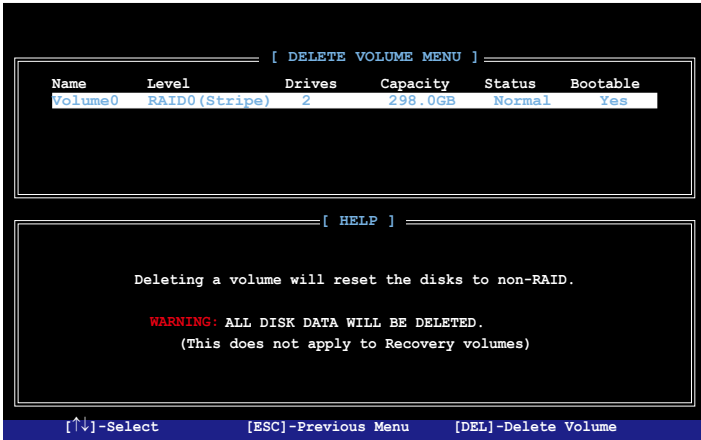 [ DELETE VOLUME MENU ]
Name Level Drives Capacity Status Bootable
Volume0 RAID0(Stripe) 2 298.0GB Normal Yes
[ HELP ]
Deleting a volume will reset the disks to non-RAID.
WARNING: ALL DISK DATA WILL BE DELETED.
(This does not apply to Recovery volumes)
[↑↓]-Select [ESC]-Previous Menu [DEL]-Delete Volume